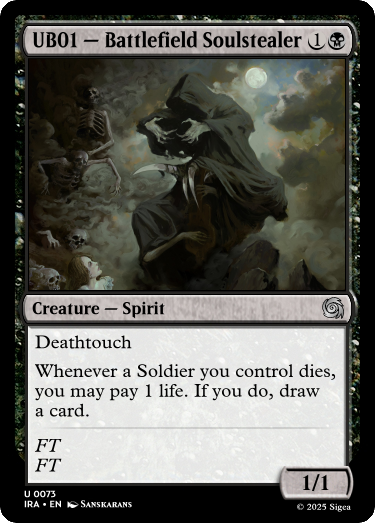 UB01 — Battlefield Soulstealer 1
Creature — Spirit
Deathtouch
Whenever a Soldier you control dies,
you may pay 1 life. If you do, draw
a card.
FT
FT
1/1
U 0073
IRA • EN Sanskarans
© 2025 Sigea